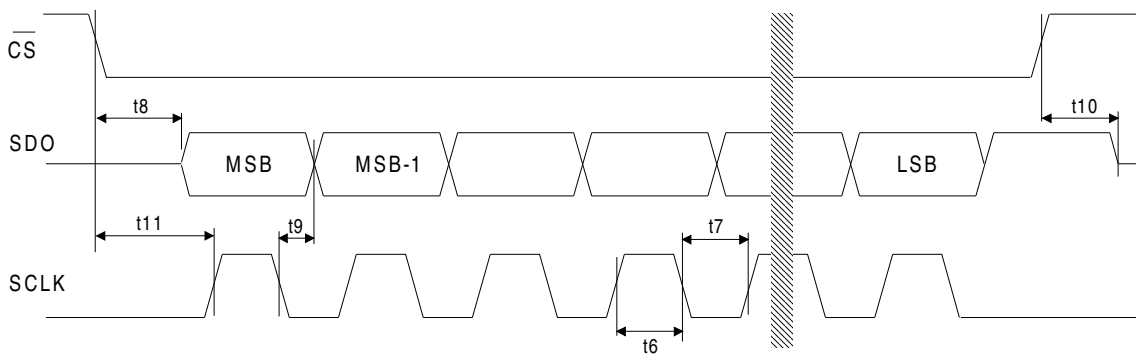 CS
t8
t10
SDO
MSB
MSB-1
LSB
t11
t9
t7
SCLK
t6